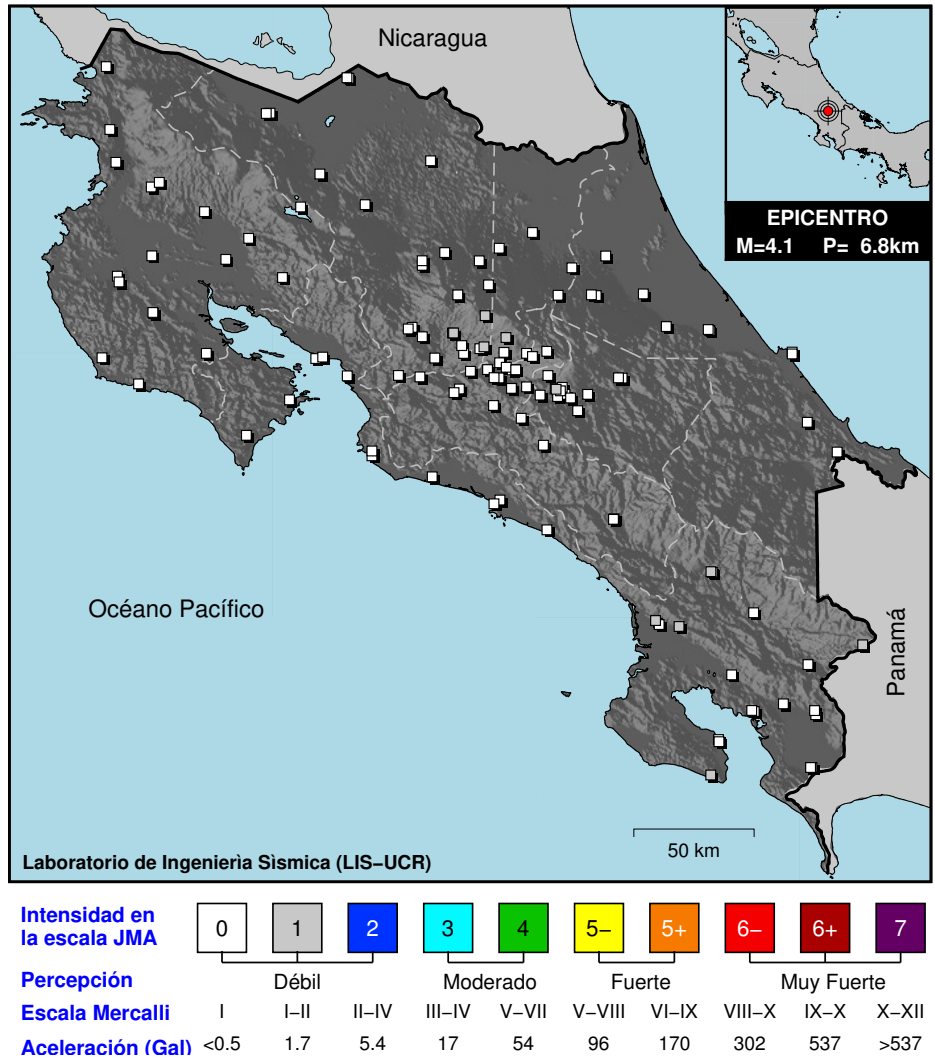 Nicaragua
EPICENTRO
M=4.1 P= 6.8km
Océano Pacífico
Panamá
50 km
Laboratorio de Ingenierìa Sìsmica (LIS–UCR)
Intensidad en
la escala JMA
0 1 2 3 4 5– 5+ 6– 6+ 7
Percepción Débil Moderado Fuerte Muy Fuerte
Escala Mercalli I I–II II–IV III–IV V–VII V–VIII VI–IX VIII–X IX–X X–XII
Aceleración (Gal) <0.5 1.7 5.4 17 54 96 170 302 537 >537